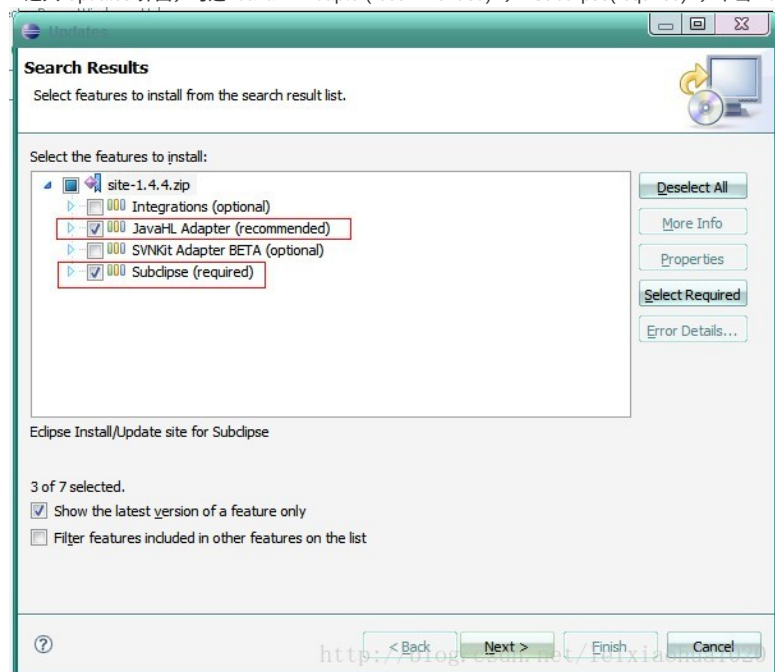 Updates
Search Results
Select features to install from the search result list.
Select the features to install:
site-1.4.4.zip
Integrations (optional)
JavaHL Adapter (recommended)
SVNKit Adapter BETA (optional)
Subclipse (required)
Deselect All
More Info
Properties
Select Required
Error Details...
Eclipse Install/Update site for Subclipse
3 of 7 selected.
Show the latest version of a feature only
Filter features included in other features on the list
< Back Next > Finish Cancel